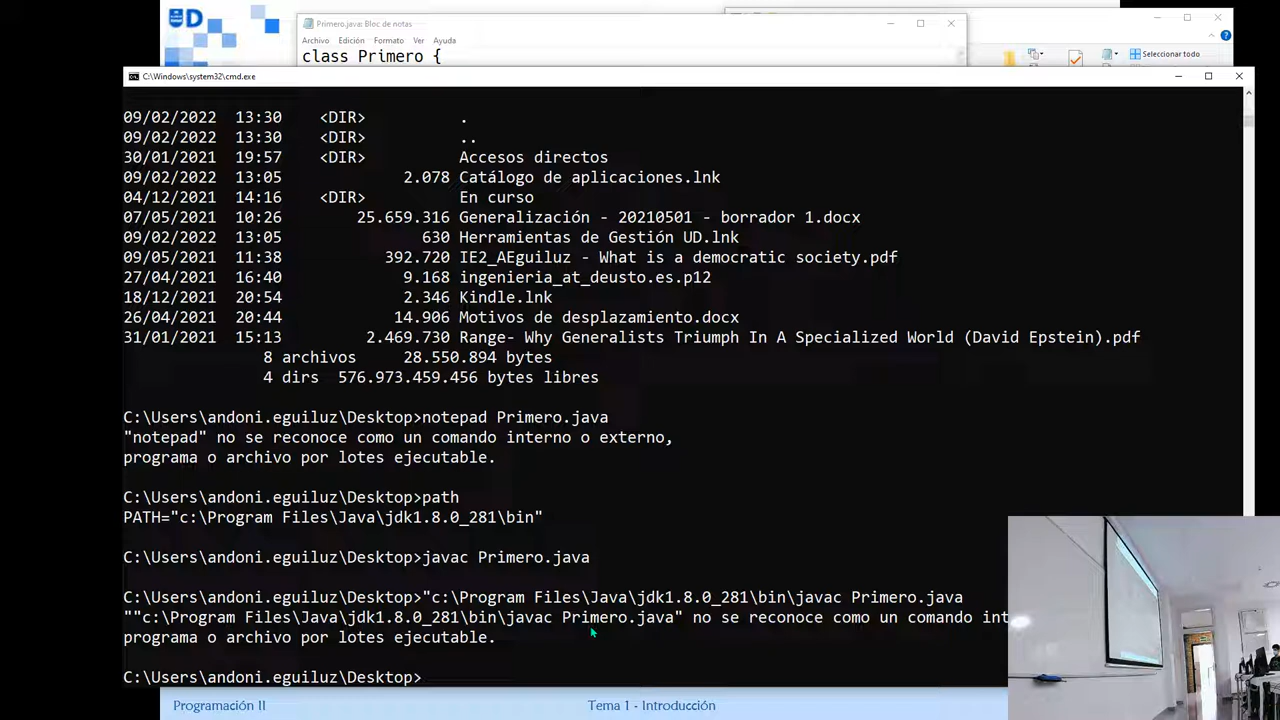 UD
Primero.java: Bloc de notas
Archivo Edición Formato Ver Ayuda
class Primero {
Seleccionar todo
C:\Windows\system32\cmd.exe
09/02/2022 13:30 <DIR> .
09/02/2022 13:30 <DIR> ..
30/01/2021 19:57 <DIR> Accesos directos
09/02/2022 13:05 2.078 Catálogo de aplicaciones.lnk
04/12/2021 14:16 <DIR> En curso
07/05/2021 10:26 25.659.316 Generalización - 20210501 - borrador 1.docx
09/02/2022 13:05 630 Herramientas de Gestión UD.lnk
09/05/2021 11:38 392.720 IE2_AEguiluz - What is a democratic society.pdf
27/04/2021 16:40 9.168 ingenieria_at_deusto.es.p12
18/12/2021 20:54 2.346 Kindle.lnk
26/04/2021 20:44 14.906 Motivos de desplazamiento.docx
31/01/2021 15:13 2.469.730 Range- Why Generalists Triumph In A Specialized World (David Epstein).pdf
8 archivos 28.550.894 bytes
4 dirs 576.973.459.456 bytes libres
C:\Users\andoni.eguiluz\Desktop>notepad Primero.java
"notepad" no se reconoce como un comando interno o externo,
programa o archivo por lotes ejecutable.
C:\Users\andoni.eguiluz\Desktop>path
PATH="c:\Program Files\Java\jdk1.8.0_281\bin"
C:\Users\andoni.eguiluz\Desktop>javac Primero.java
C:\Users\andoni.eguiluz\Desktop>"c:\Program Files\Java\jdk1.8.0_281\bin\javac Primero.java
""c:\Program Files\Java\jdk1.8.0_281\bin\javac Primero.java" no se reconoce como un comando int
programa o archivo por lotes ejecutable.
C:\Users\andoni.eguiluz\Desktop>
Programación II
Tema 1 - Introducción